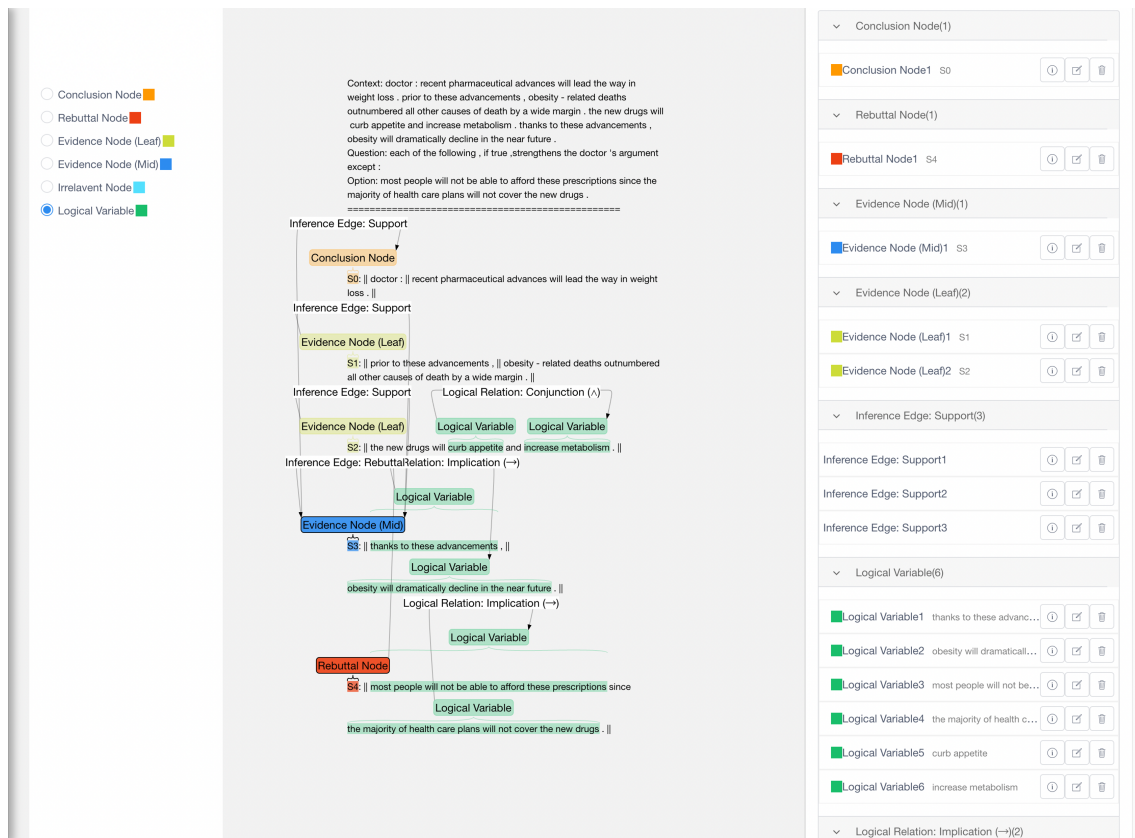 Conclusion Node
Rebuttal Node
Evidence Node (Leaf)
Evidence Node (Mid)
Irrelavent Node
Logical Variable
Context: doctor : recent pharmaceutical advances will lead the way in
weight loss . prior to these advancements , obesity - related deaths
outnumbered all other causes of death by a wide margin . the new drugs will
curb appetite and increase metabolism . thanks to these advancements ,
obesity will dramatically decline in the near future .
Question: each of the following , if true ,strengthens the doctor 's argument
except :
Option: most people will not be able to afford these prescriptions since the
majority of health care plans will not cover the new drugs .
================================================
Inference Edge: Support
Conclusion Node
S0: || doctor : || recent pharmaceutical advances will lead the way in weight
loss . ||
Inference Edge: Support
Evidence Node (Leaf)
S1: || prior to these advancements , || obesity - related deaths outnumbered
all other causes of death by a wide margin . ||
Inference Edge: Support Logical Relation: Conjunction (∧)
Evidence Node (Leaf) Logical Variable Logical Variable
S2: || the new drugs will curb appetite and increase metabolism . ||
Inference Edge: RebuttaRelation: Implication (→)
Logical Variable
Evidence Node (Mid)
S3: || thanks to these advancements , ||
Logical Variable
obesity will dramatically decline in the near future . ||
Logical Relation: Implication (→)
Logical Variable
Rebuttal Node
S4: || most people will not be able to afford these prescriptions since
Logical Variable
the majority of health care plans will not cover the new drugs . ||
Conclusion Node(1)
Conclusion Node1 S0
Rebuttal Node(1)
Rebuttal Node1 S4
Evidence Node (Mid)(1)
Evidence Node (Mid)1 S3
Evidence Node (Leaf)(2)
Evidence Node (Leaf)1 S1
Evidence Node (Leaf)2 S2
Inference Edge: Support(3)
Inference Edge: Support1
Inference Edge: Support2
Inference Edge: Support3
Logical Variable(6)
Logical Variable1 thanks to these advanc...
Logical Variable2 obesity will dramaticall...
Logical Variable3 most people will not be...
Logical Variable4 the majority of health c...
Logical Variable5 curb appetite
Logical Variable6 increase metabolism
Logical Relation: Implication (→)(2)